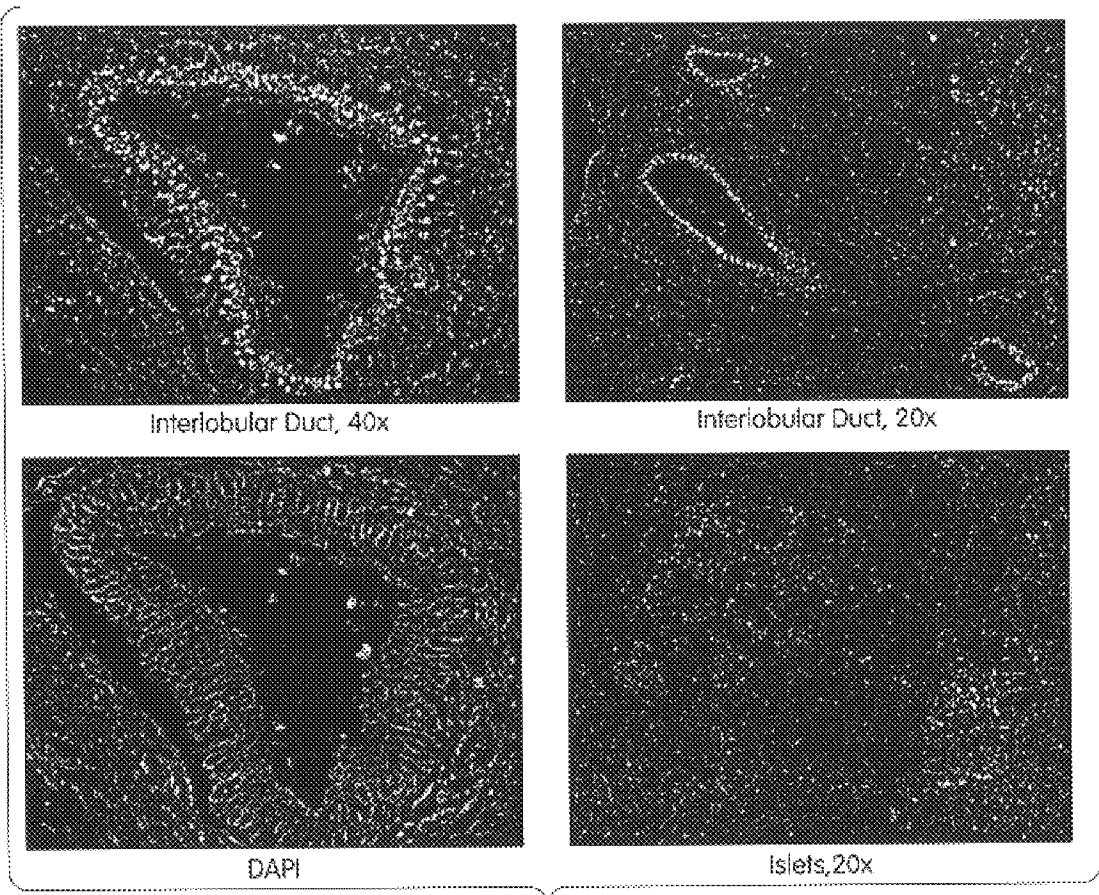 Interlobular Duct, 40x
Interlobular Duct, 20x
DAPI
Islets, 20x